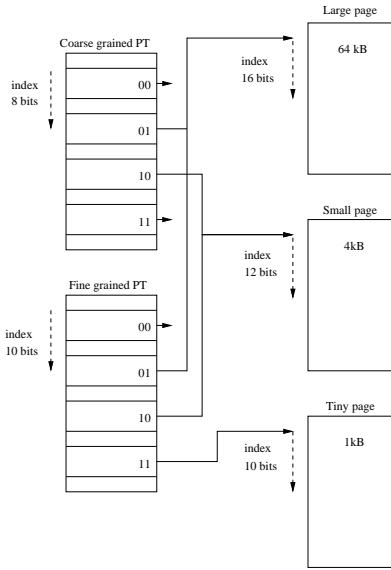 Large page
Coarse grained PT
64 kB
index
8 bits
00
index
16 bits
01
10
11
Small page
4kB
index
12 bits
Fine grained PT
00
index
10 bits
01
10
Tiny page
1kB
11
index
10 bits